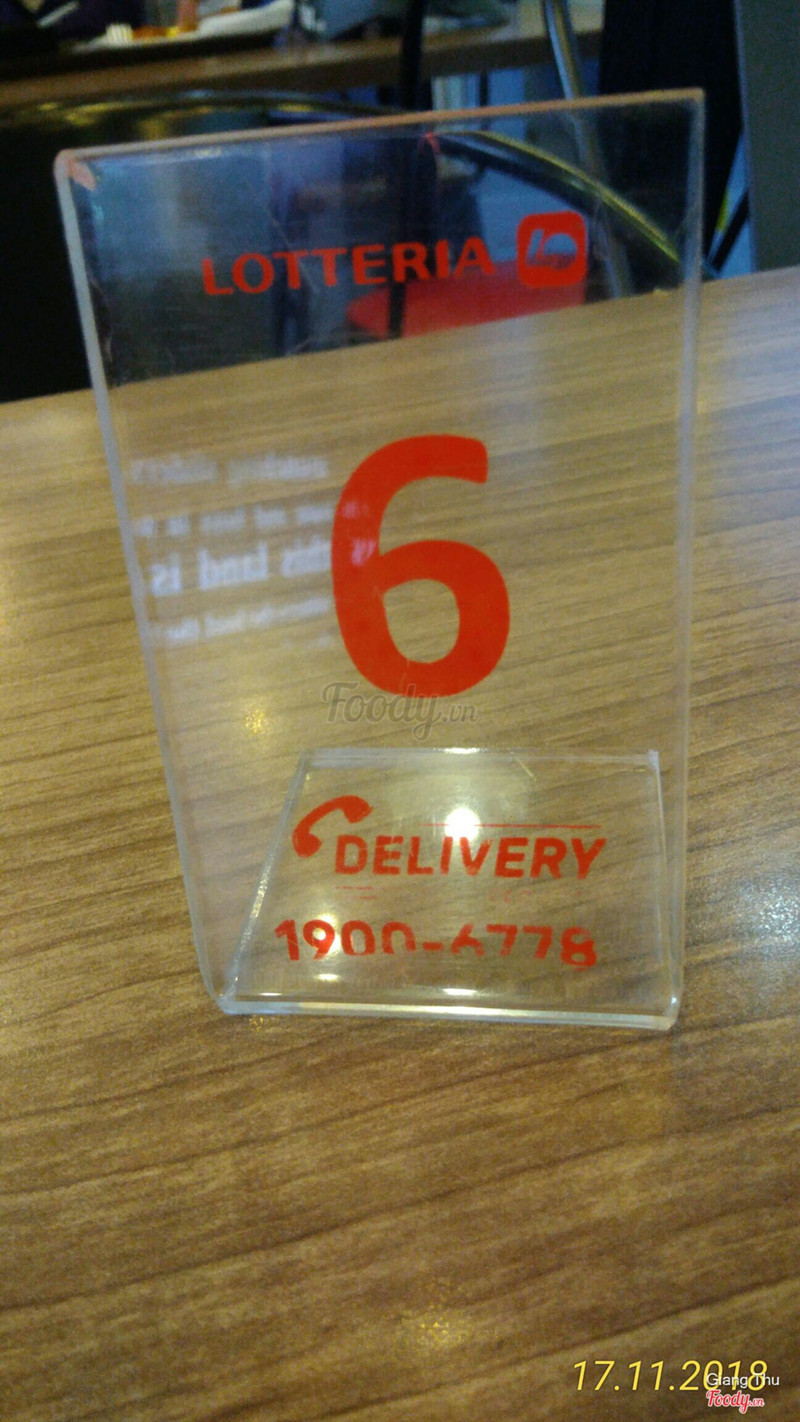 LOTTERIA
6
Foody.vn
DELIVERY
1900-6778
17.11.2018
Giang Thu
Foody.vn